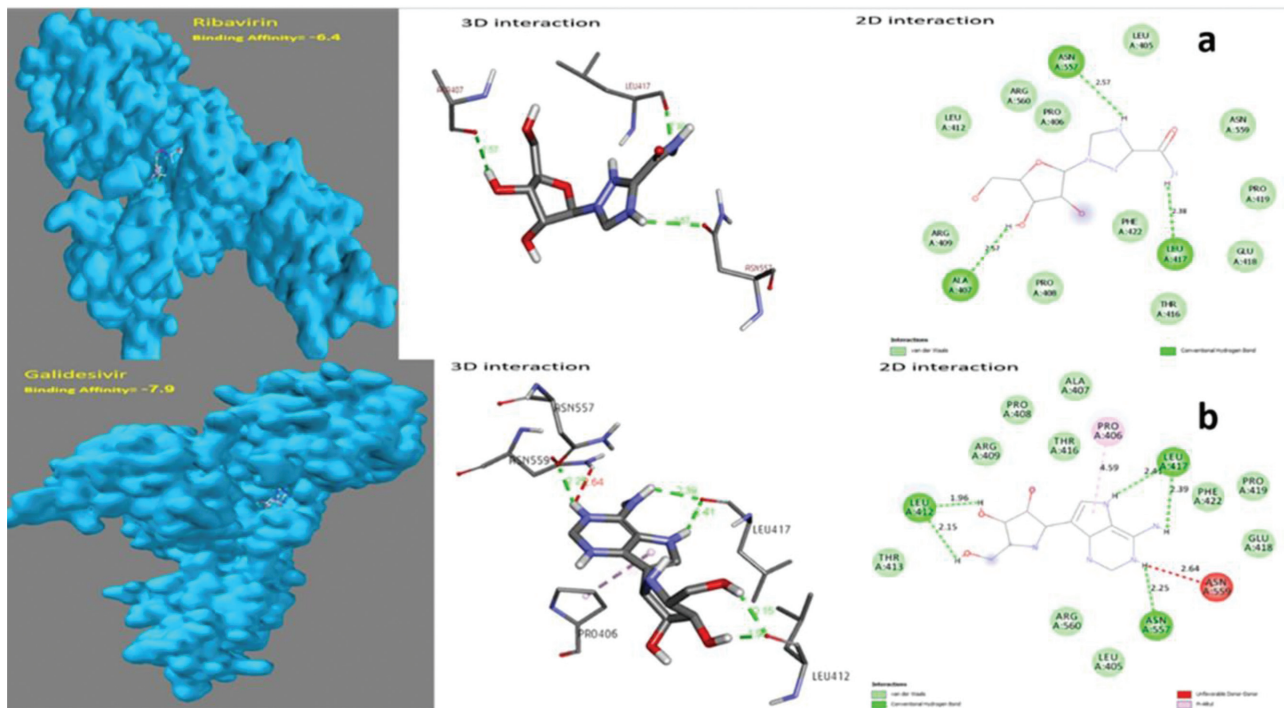 Ribavirin
Binding Affinity= -6.4
3D interaction
LEU417
ASN557
2D interaction
a
LEU
A:405
ASN
A:557
2.57
ARG
A:560
PRO
A:406
LEU
A:412
ASN
A:559
H
H
PRO
A:419
2.38
PHE
A:422
ARG
A:409
H
2.57
LEU
A:417
GLU
A:418
ALA
A:407
PRO
A:408
THR
A:416
Interactions
van der Waals
Conventional Hydrogen Bond
Galidesivir
Binding Affinity= -7.9
3D interaction
ASN557
ASN559
2.64
LEU417
PRO406
LEU412
2D interaction
b
ALA
A:407
PRO
A:408
PRO
A:406
ARG
A:409
THR
A:416
LEU
A:417
4.59
2.41
2.39
PHE
A:422
PRO
A:419
LEU
A:412
1.96
H
H
H
2.15
GLU
A:418
THR
A:413
H
H
2.64
ASN
A:559
2.25
ARG
A:560
ASN
A:557
LEU
A:405
Interactions
van der Waals
Conventional Hydrogen Bond
Unfavorable Donor-Donor
Pi-Alkyl